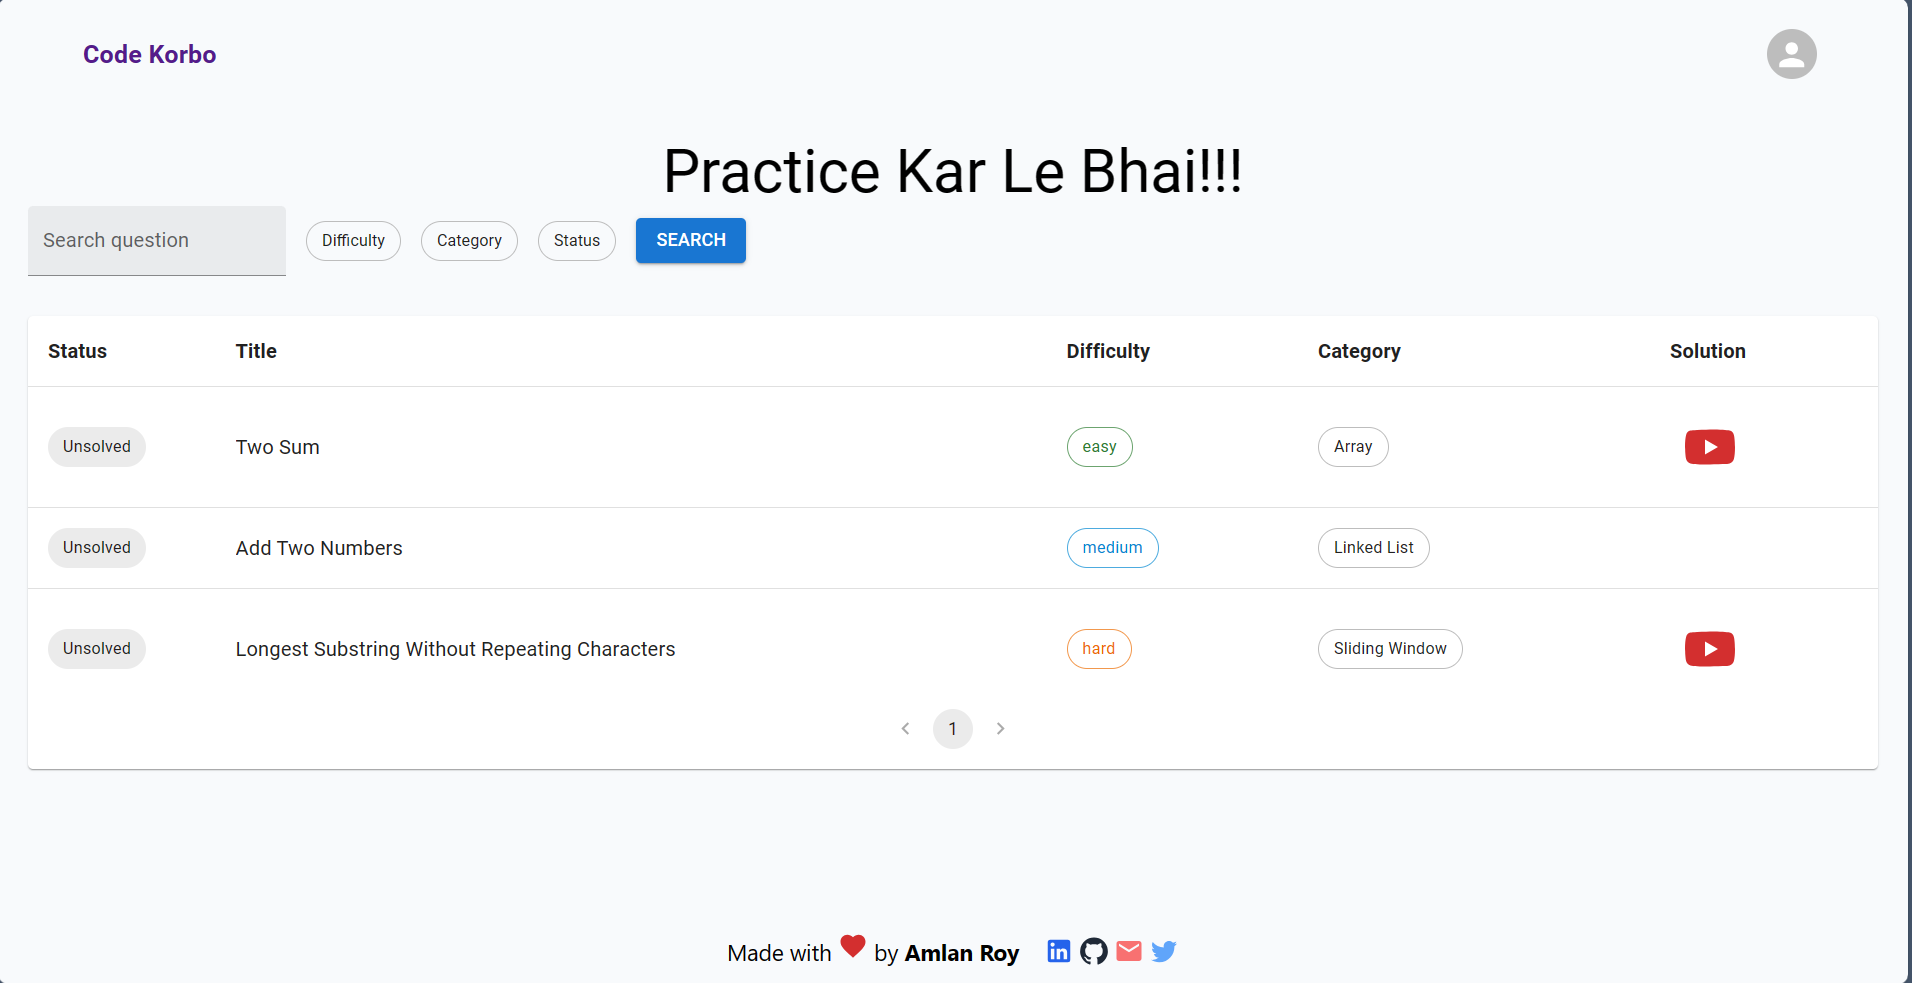 Code Korbo
Practice Kar Le Bhai!!!
Search question Difficulty Category Status SEARCH
Status Title Difficulty Category Solution
Unsolved Two Sum easy Array
Unsolved Add Two Numbers medium Linked List
Unsolved Longest Substring Without Repeating Characters hard Sliding Window
1
Made with by Amlan Roy